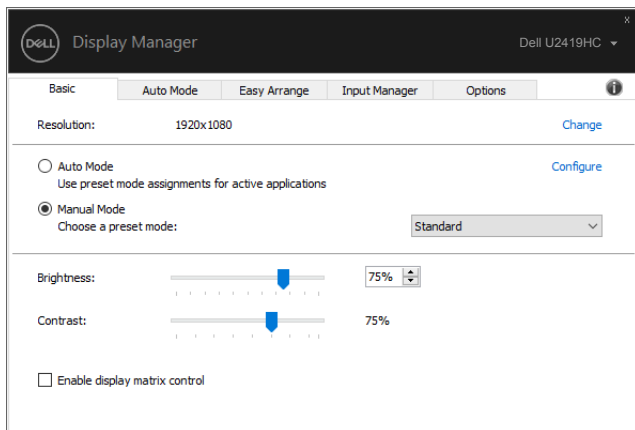 x
DELL Display Manager Dell U2419HC
Basic Auto Mode Easy Arrange Input Manager Options i
Resolution: 1920x1080 Change
Auto Mode Configure
Use preset mode assignments for active applications
Manual Mode
Choose a preset mode: Standard
Brightness: 75%
Contrast: 75%
Enable display matrix control